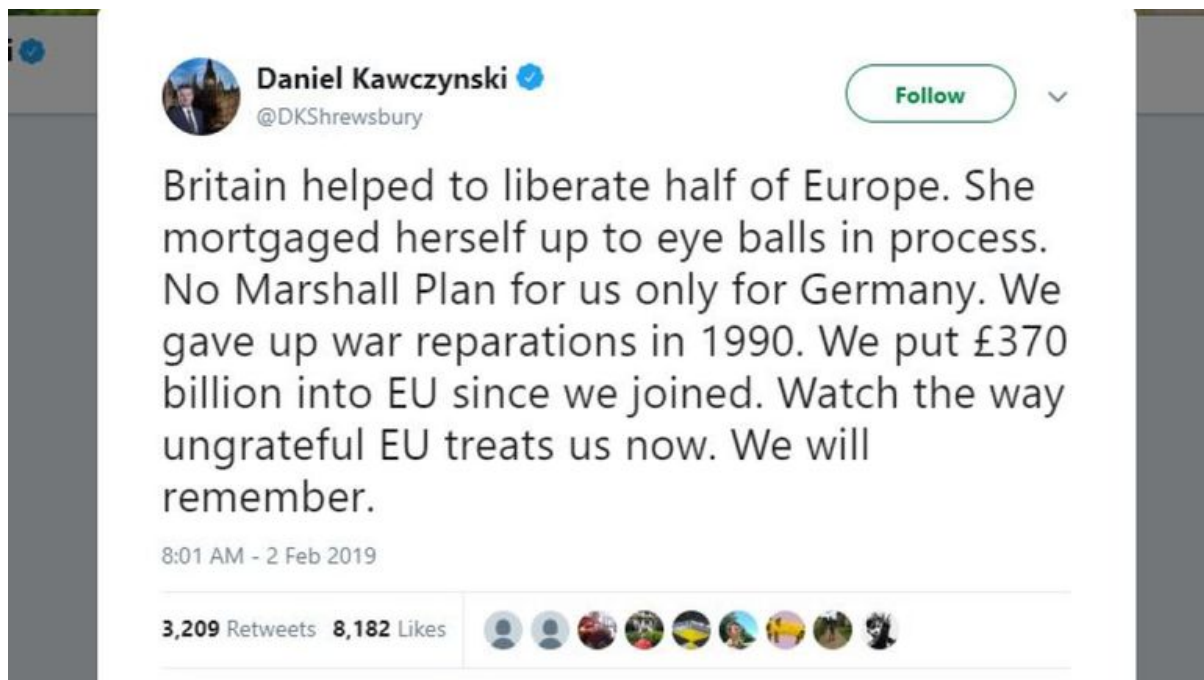 i
Daniel Kawczynski
@DKShrewsbury
Follow
Britain helped to liberate half of Europe. She
mortgaged herself up to eye balls in process.
No Marshall Plan for us only for Germany. We
gave up war reparations in 1990. We put £370
billion into EU since we joined. Watch the way
ungrateful EU treats us now. We will
remember.
8:01 AM - 2 Feb 2019
3,209 Retweets 8,182 Likes